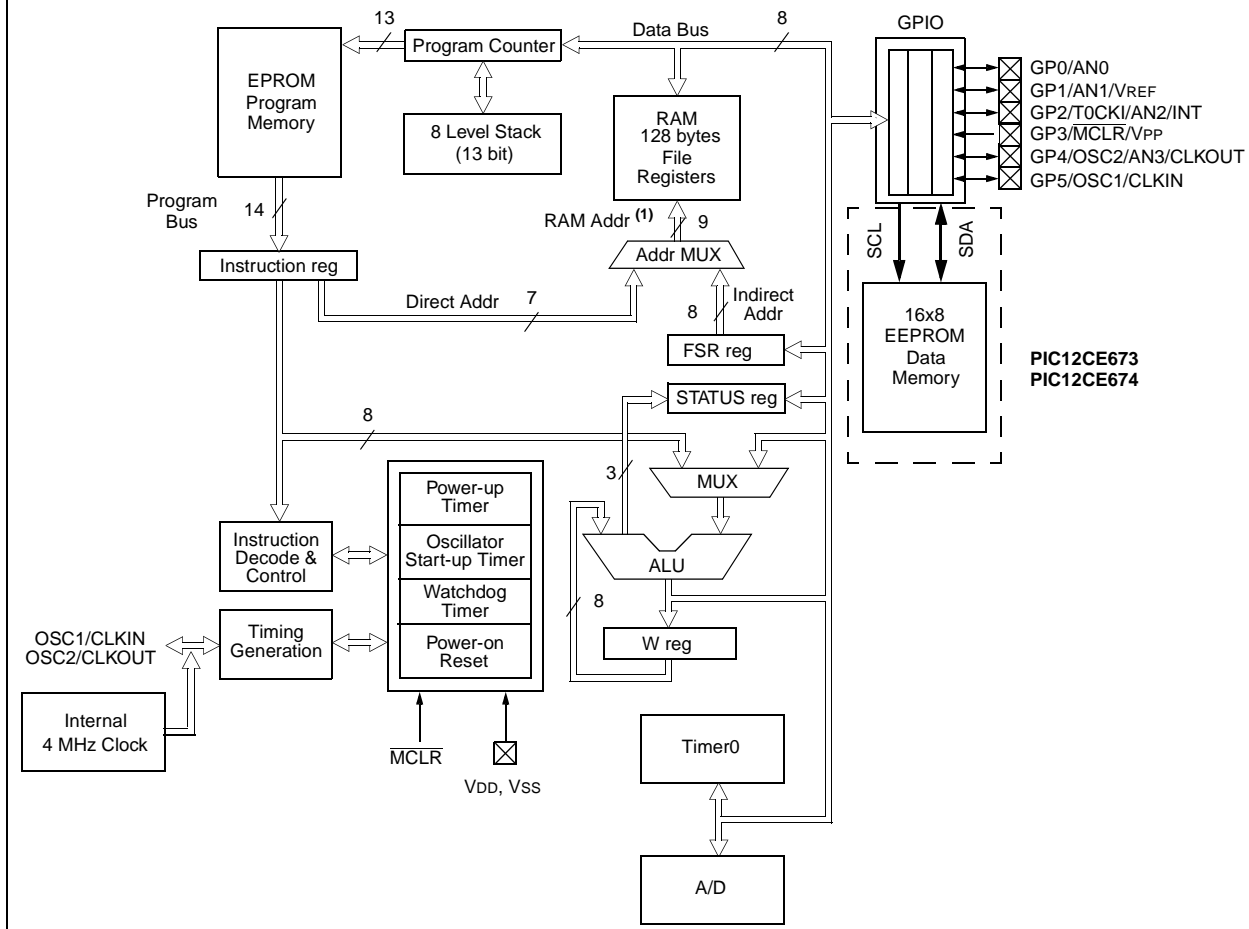 13
8
Data Bus
GPIO
Program Counter
EPROM
Program
Memory
8 Level Stack
(13 bit)
RAM
128 bytes
File
Registers
GP0/AN0
GP1/AN1/VREF
GP2/T0CKI/AN2/INT
GP3/MCLR/VPP
GP4/OSC2/AN3/CLKOUT
GP5/OSC1/CLKIN
Program
Bus
14
RAM Addr (1)
9
SCL
SDA
Instruction reg
Addr MUX
Direct Addr
7
8
Indirect
Addr
FSR reg
16x8
EEPROM
Data
Memory
PIC12CE673
PIC12CE674
STATUS reg
8
3
MUX
Power-up
Timer
Oscillator
Start-up Timer
Watchdog
Timer
Power-on
Reset
Instruction
Decode &
Control
ALU
8
W reg
OSC1/CLKIN
OSC2/CLKOUT
Timing
Generation
Internal
4 MHz Clock
MCLR
VDD, VSS
Timer0
A/D